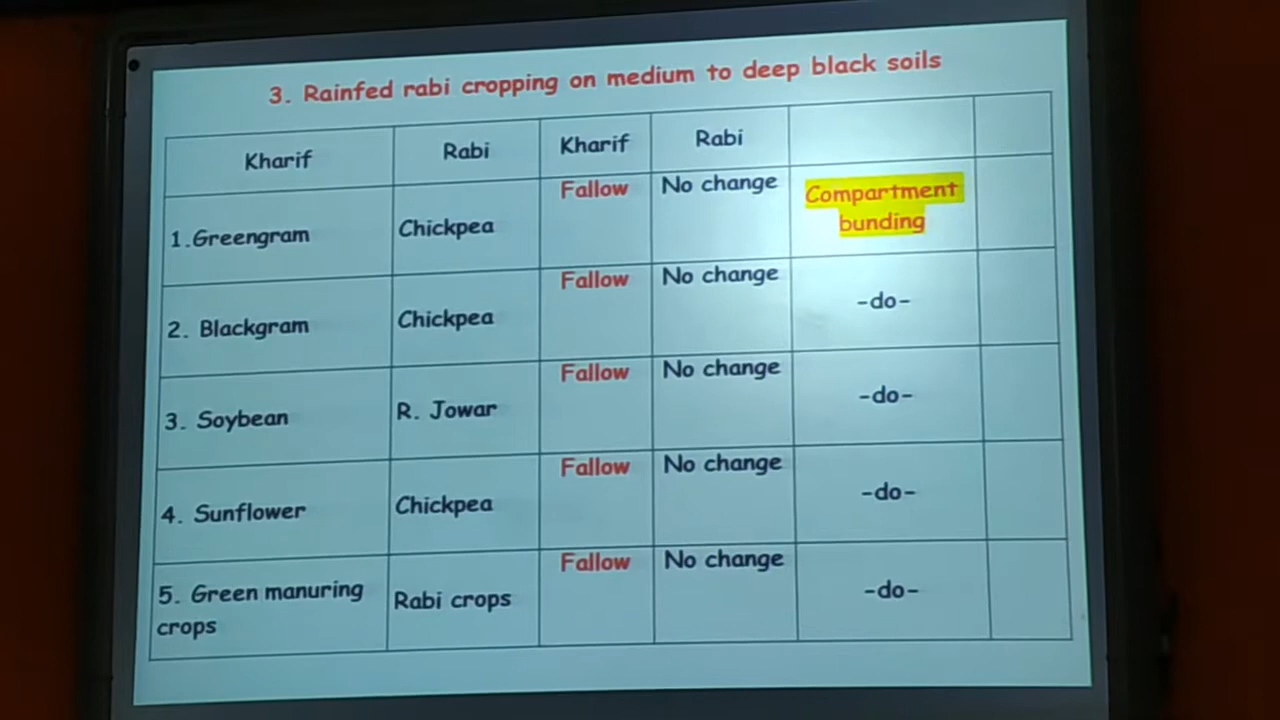 3. Rainfed rabi cropping on medium to deep black soils
Kharif Rabi Kharif Rabi
1.Greengram Chickpea Fallow No change Compartment
bunding
2. Blackgram Chickpea Fallow No change -do-
3. Soybean R. Jowar Fallow No change -do-
4. Sunflower Chickpea Fallow No change -do-
5. Green manuring Rabi crops Fallow No change -do-
crops